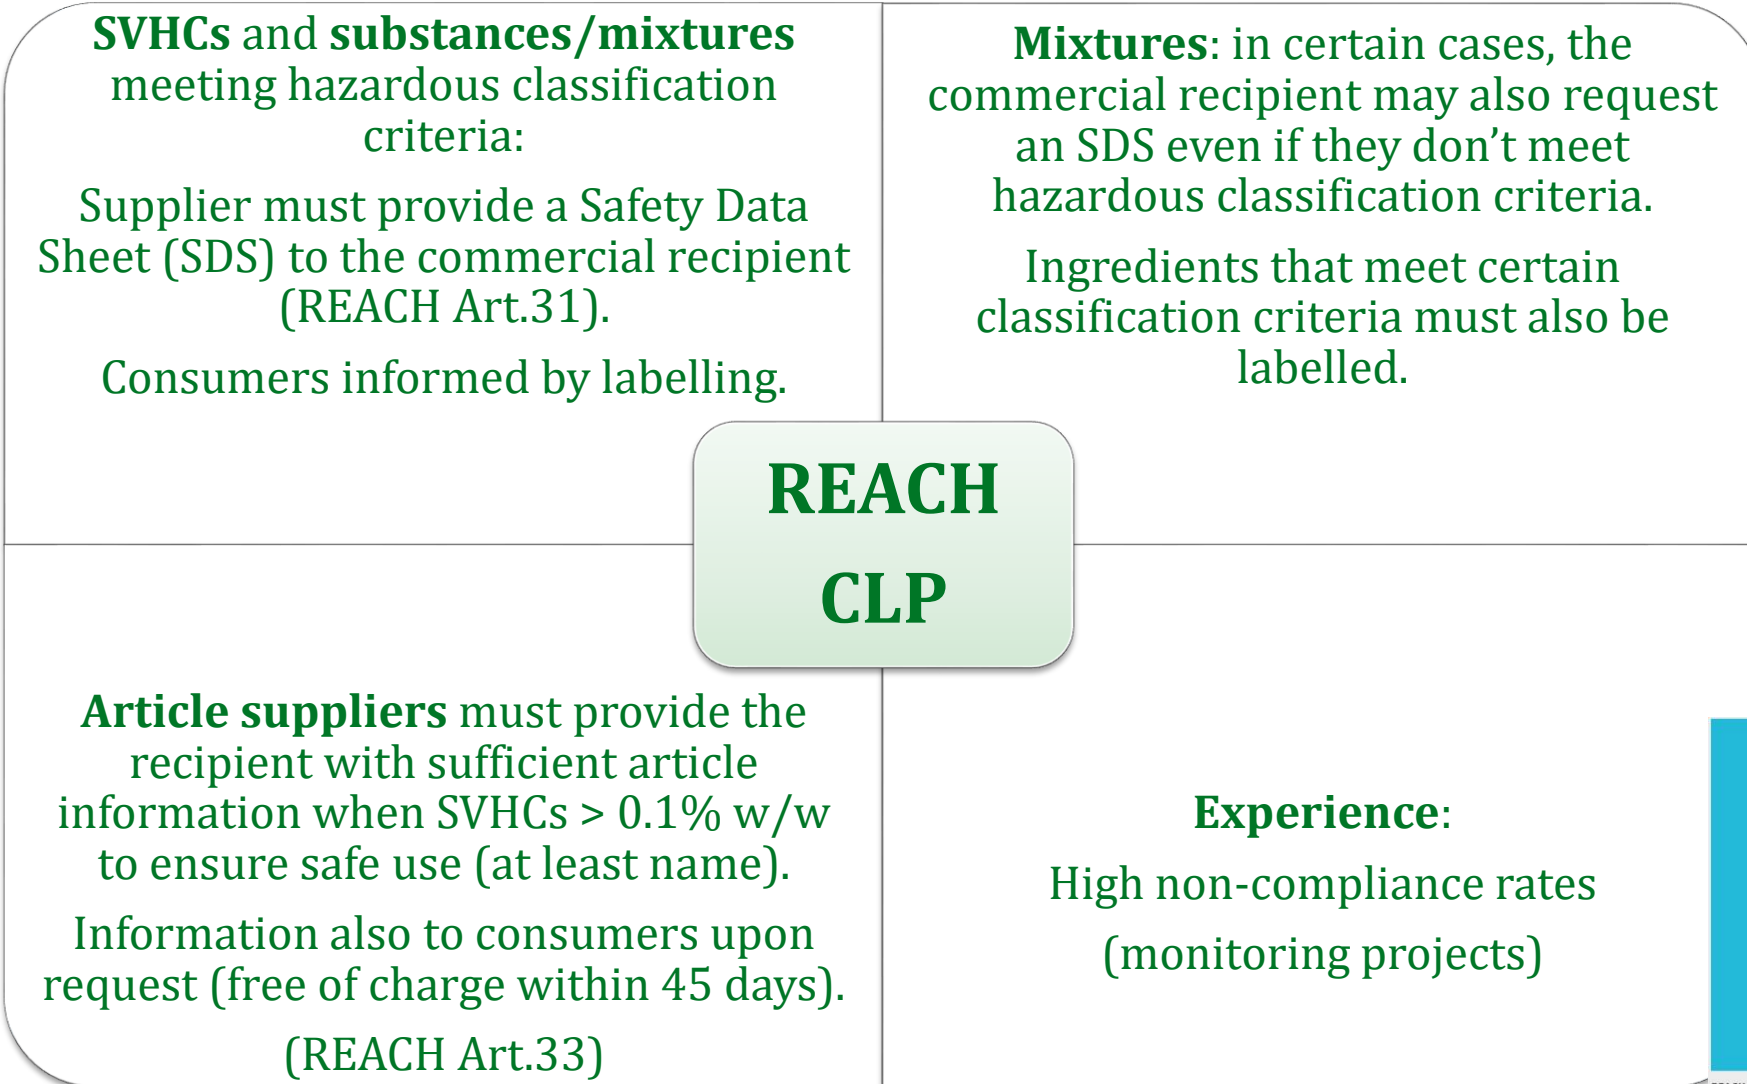 SVHCs and substances/mixtures
meeting hazardous classification
criteria:
Supplier must provide a Safety Data
Sheet (SDS) to the commercial recipient
(REACH Art.31).
Consumers informed by labelling.
Mixtures: in certain cases, the
commercial recipient may also request
an SDS even if they don’t meet
hazardous classification criteria.
Ingredients that meet certain
classification criteria must also be
labelled.
REACH
CLP
Article suppliers must provide the
recipient with sufficient article
information when SVHCs > 0.1% w/w
to ensure safe use (at least name).
Information also to consumers upon
request (free of charge within 45 days).
(REACH Art.33)
Experience:
High non-compliance rates
(monitoring projects)